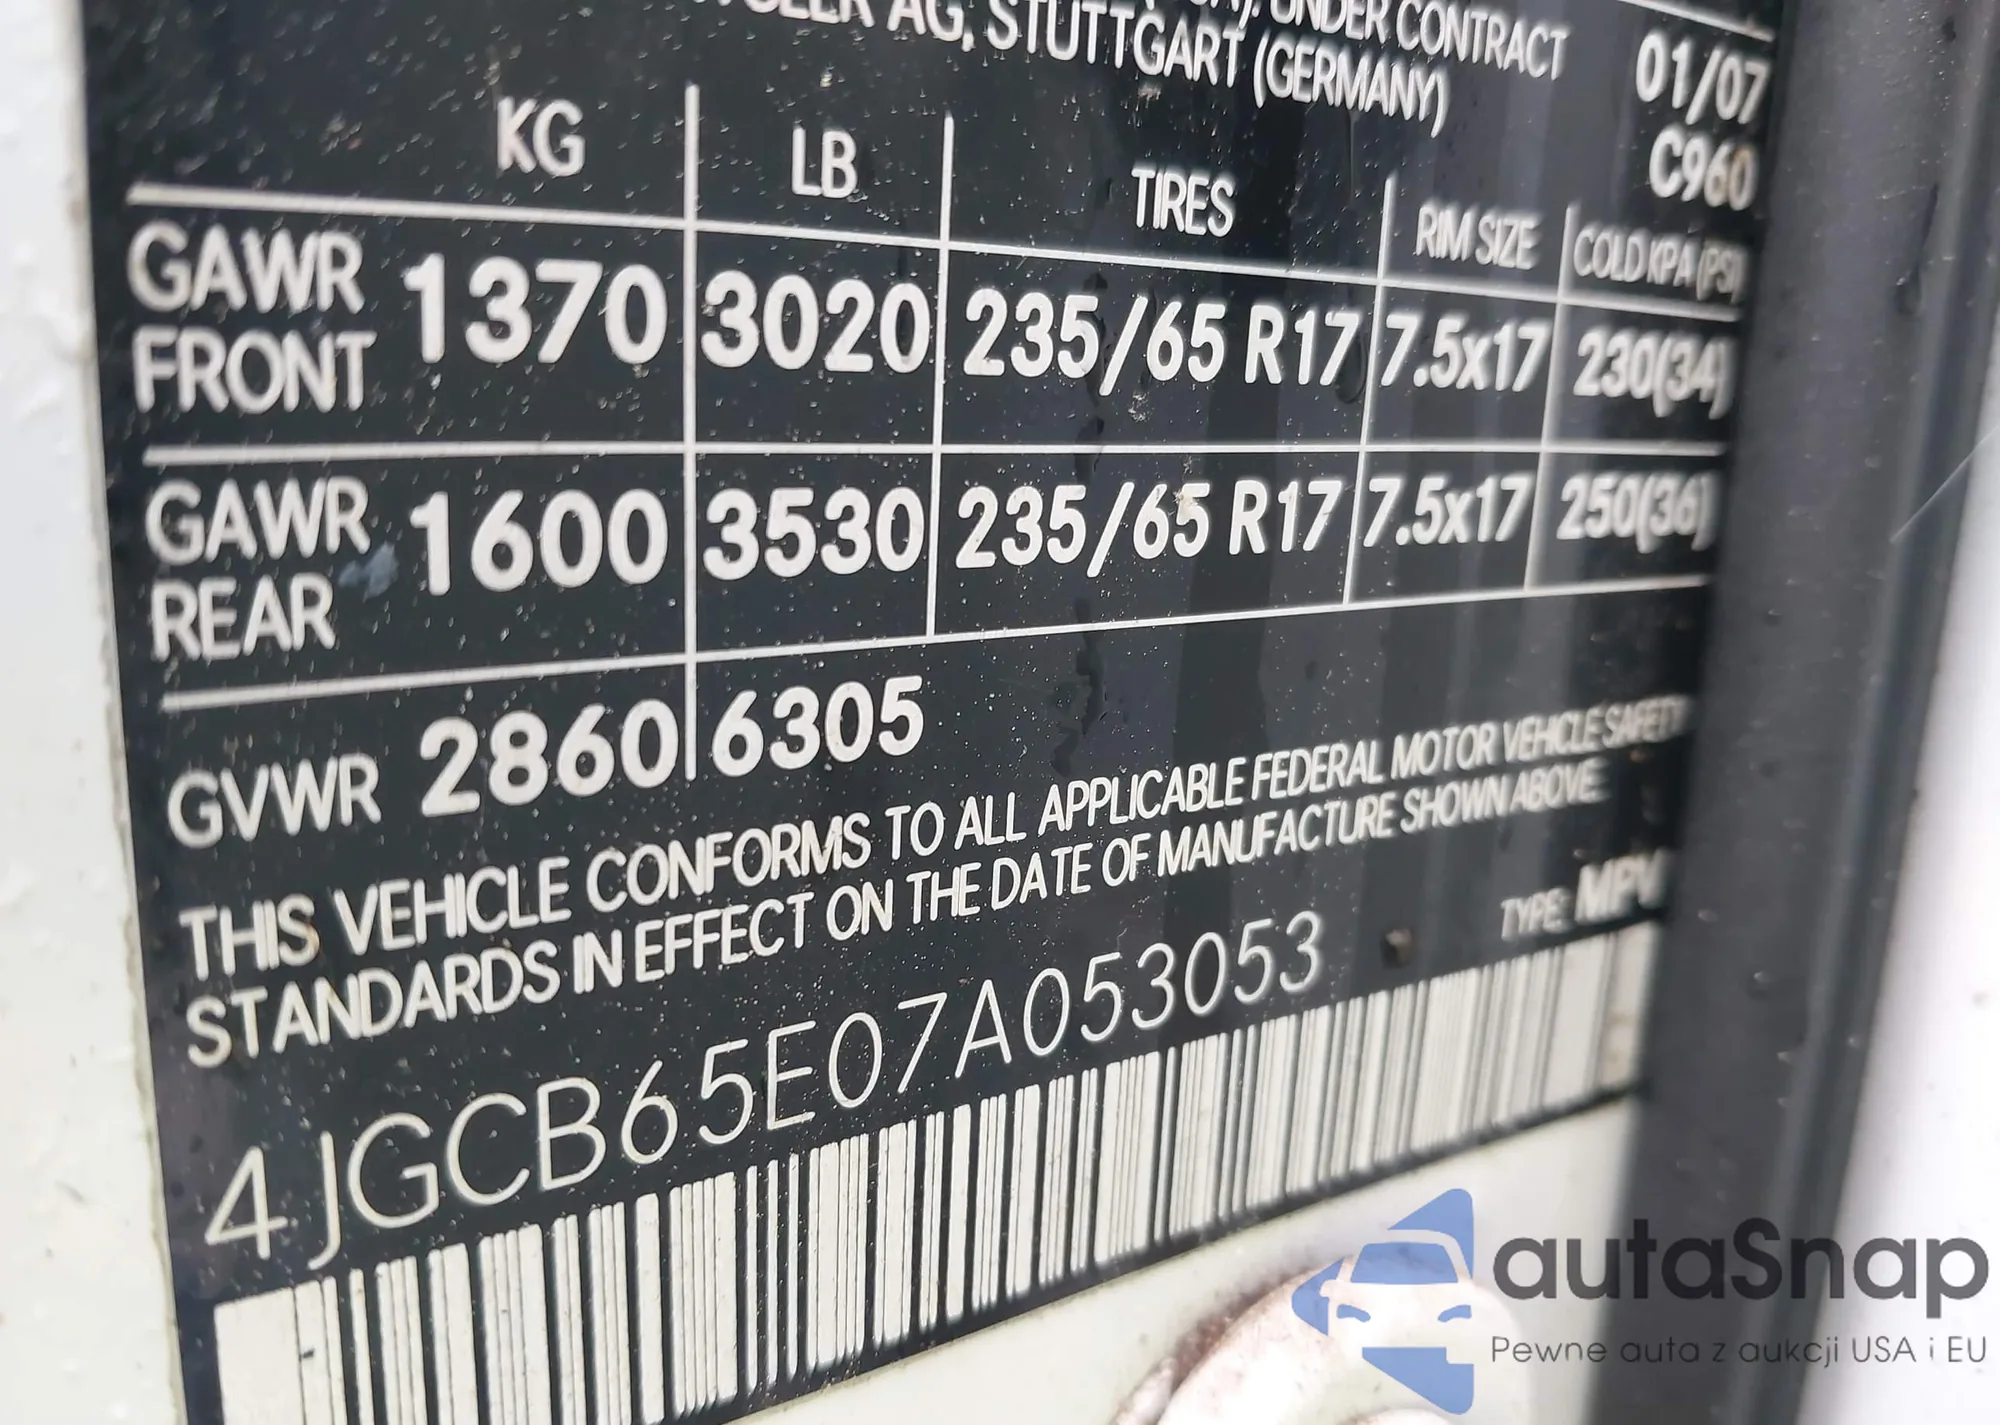 UNDER CONTRACT
AG, STUTTGART (GERMANY)
01/07
C960
KG LB TIRES RIM SIZE COLD KPA (PSI)
GAWR FRONT 1370 3020 235/65 R17 7.5x17 230(34)
GAWR REAR 1600 3530 235/65 R17 7.5x17 250(36)
GVWR 2860 6305
THIS VEHICLE CONFORMS TO ALL APPLICABLE FEDERAL MOTOR VEHICLE SAFETY
STANDARDS IN EFFECT ON THE DATE OF MANUFACTURE SHOWN ABOVE.
TYPE: MPV
4JGCB65E07A053053
autaSnap
Pewne auta z aukcji USA i EU